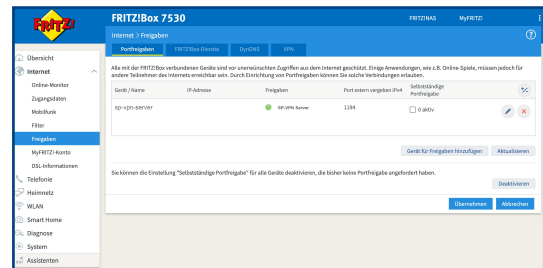 FRITZ!
FRITZ!Box 7530
FRITZ!NAS
MyFRITZ!
Internet > Freigaben
?
Portfreigaben
FRITZ!Box-Dienste
DynDNS
VPN
Übersicht
Internet
Online-Monitor
Zugangsdaten
Mobilfunk
Filter
Freigaben
MyFRITZ!-Konto
DSL-Informationen
Telefonie
Heimnetz
WLAN
Smart Home
Diagnose
System
Assistenten
Alle mit der FRITZ!Box verbundenen Geräte sind vor unerwünschten Zugriffen aus dem Internet geschützt. Einige Anwendungen, wie z.B. Online-Spiele, müssen jedoch für
andere Teilnehmer des Internets erreichbar sein. Durch Einrichtung von Portfreigaben können Sie solche Verbindungen erlauben.
Gerät / Name
IP-Adresse
Freigaben
Port extern vergeben IPv4
Selbstständige
Portfreigabe
sp-vpn-server
SP-VPN Server
1194
0 aktiv
Gerät für Freigaben hinzufügen
Aktualisieren
Sie können die Einstellung "Selbstständige Portfreigabe" für alle Geräte deaktivieren, die bisher keine Portfreigabe angefordert haben.
Deaktivieren
Übernehmen
Abbrechen